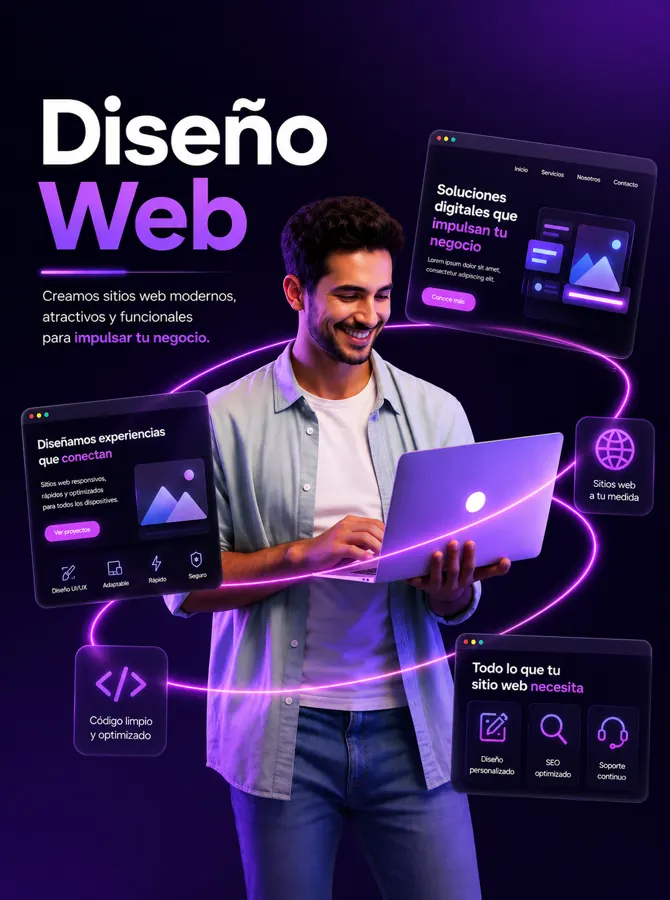 Diseño
Web
Creamos sitios web modernos,
atractivos y funcionales
para impulsar tu negocio.
Inicio Servicios Nosotros Contacto
Soluciones
digitales que
impulsan tu
negocio
Lorem ipsum dolor sit amet,
consectetur adipiscing elit.
Conoce más
Diseñamos experiencias
que conectan
Sitios web responsivos,
rápidos y optimizados
para todos los dispositivos.
Ver proyectos
Diseño UI/UX Adaptable Rápido Seguro
Sitios web
a tu medida
Código limpio
y optimizado
Todo lo que tu
sitio web necesita
Diseño
personalizado
SEO
optimizado
Soporte
continuo